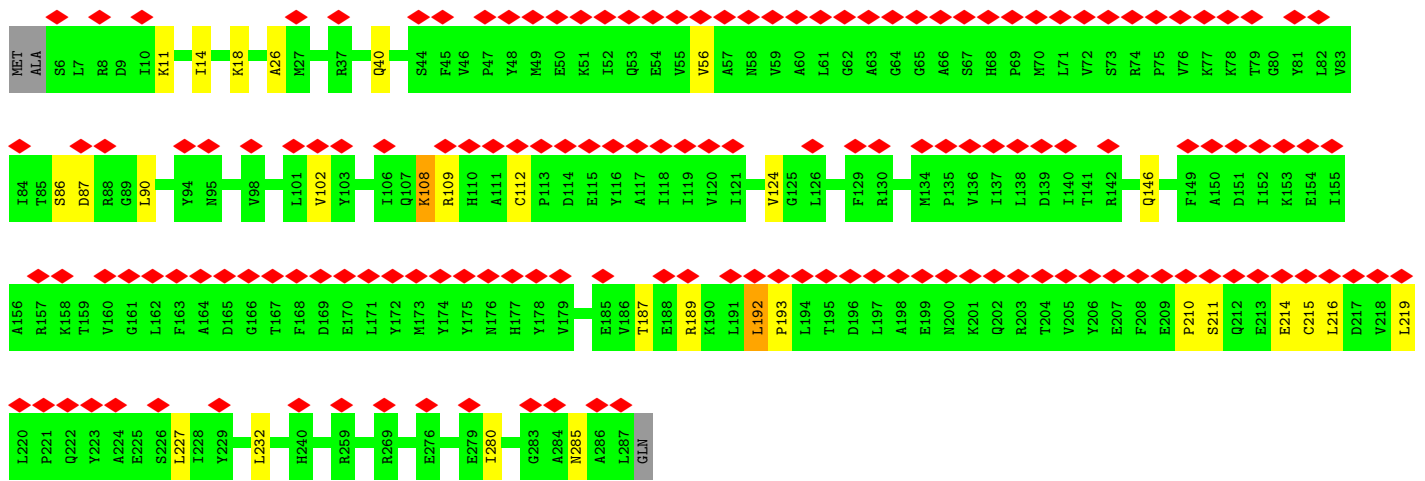 MET ALA S6 L7 R8 D9 I10 K11 I14 K18 A26 M27 R37 Q40 S44 F45 V46 P47 Y48 M49 E50 K51 I52 Q53 E54 V55 V56 A57 N58 V59 A60 L61 G62 A63 G64 G65 A66 S67 H68 P69 M70 L71 V72 S73 R74 P75 V76 K77 K78 T79 G80 Y81 L82 V83
I84 T85 S86 D87 R88 G89 L90 Y94 N95 V98 L101 V102 Y103 I106 Q107 K108 R109 H110 A111 C112 P113 D114 E115 Y116 A117 I118 I119 V120 I121 V124 G125 L126 F129 R130 M134 P135 V136 I137 L138 D139 I140 T141 R142 Q146 F149 A150 D151 I152 K153 E154 I155
A156 R157 K158 T159 V160 G161 L162 F163 A164 D165 G166 T167 F168 D169 E170 L171 Y172 M173 Y174 Y175 N176 H177 Y178 V179 E185 V186 T187 E188 R189 K190 L191 L192 P193 L194 T195 D196 L197 A198 E199 N200 K201 Q202 R203 T204 V205 Y206 E207 F208 E209 P210 S211 Q212 E213 E214 C215 L216 D217 V218 L219
L220 P221 Q222 Y223 A224 E225 S226 L227 I228 Y229 L232 H240 R259 R269 E276 E279 I280 G283 A284 N285 A286 L287 GLN